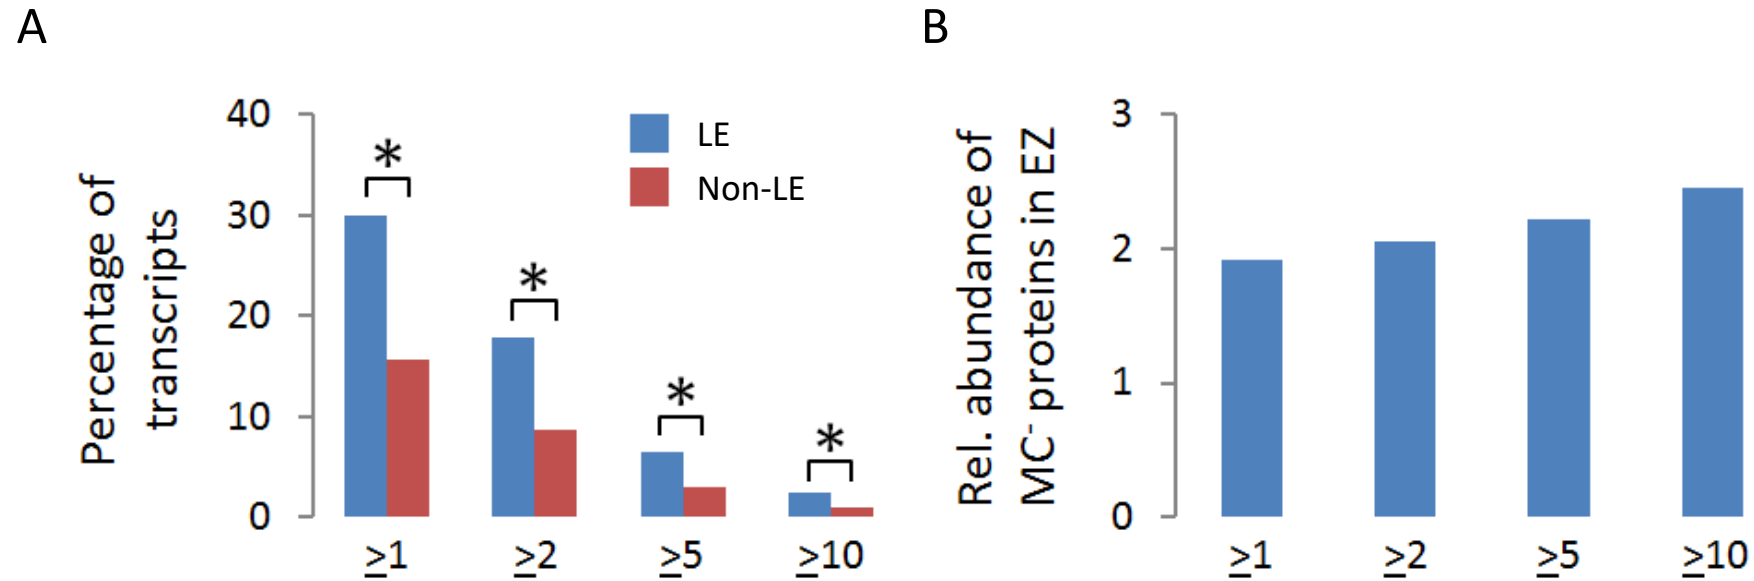 A
Percentage of
transcripts
40
30
20
10
0
*
*
*
*
LE
Non-LE
≥1
≥2
≥5
≥10
B
Rel. abundance of
MC⁻ proteins in EZ
3
2
1
0
≥1
≥2
≥5
≥10